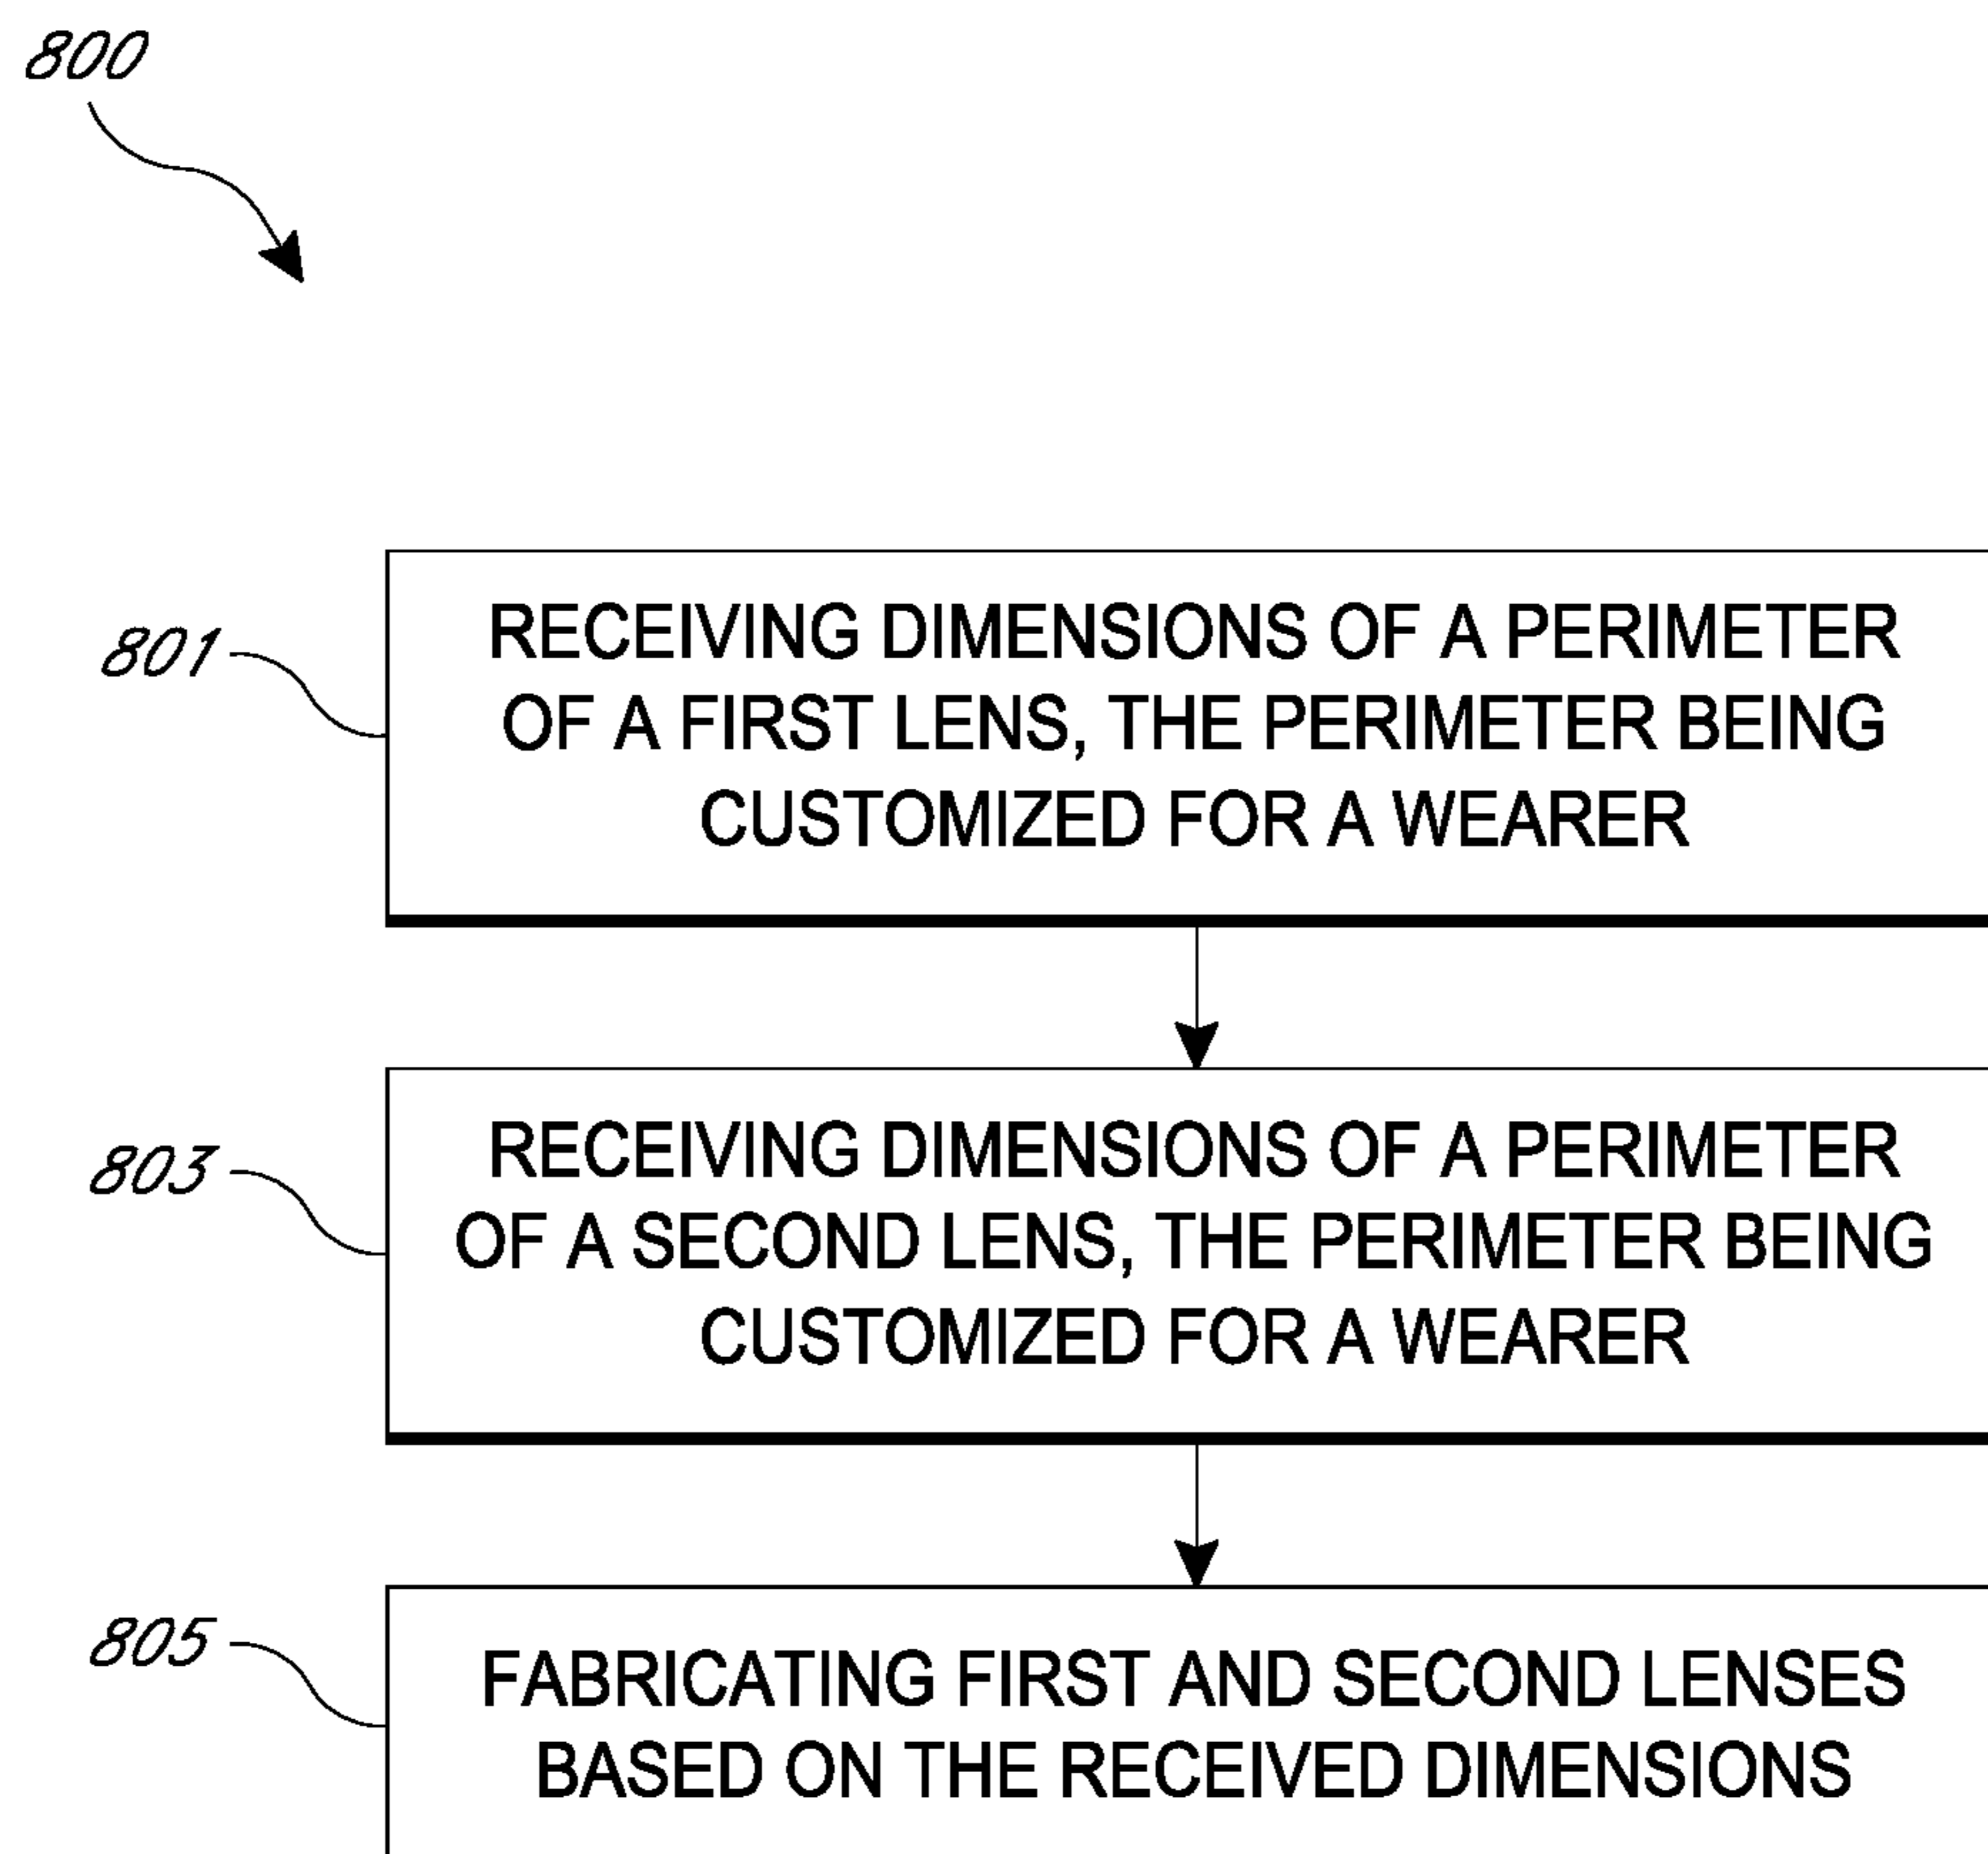 800
801
RECEIVING DIMENSIONS OF A PERIMETER
OF A FIRST LENS, THE PERIMETER BEING
CUSTOMIZED FOR A WEARER
803
RECEIVING DIMENSIONS OF A PERIMETER
OF A SECOND LENS, THE PERIMETER BEING
CUSTOMIZED FOR A WEARER
805
FABRICATING FIRST AND SECOND LENSES
BASED ON THE RECEIVED DIMENSIONS